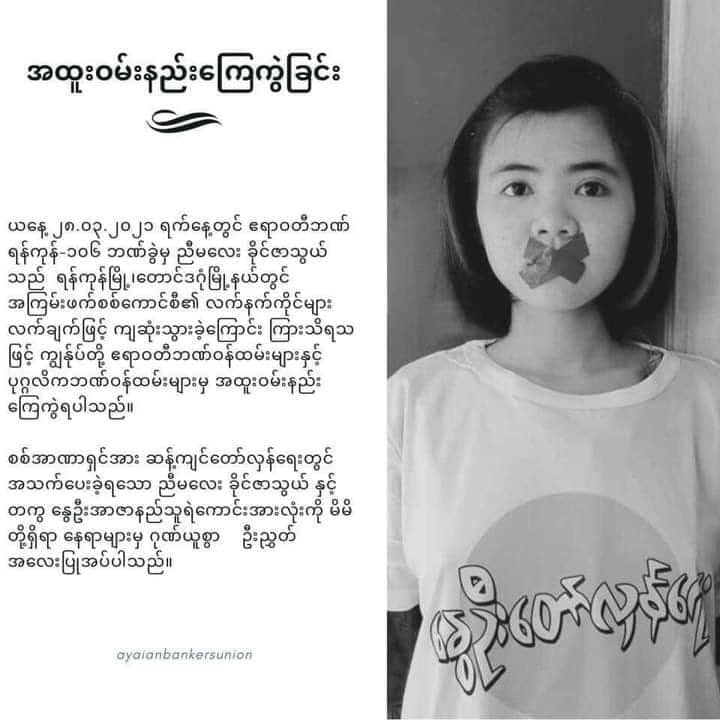 အထူးဝမ်းနည်းကြေကွဲခြင်း
ယနေ့ ၂၈.၀၃.၂၀၂၁ ရက်နေ့တွင် ဧရာဝတီဘဏ်
ရန်ကုန်-၁၀၆ ဘဏ်ခွဲမှ ညီမလေး ခိုင်ဇာသွယ်
သည် ရန်ကုန်မြို့၊တောင်ဒဂုံမြို့နယ်တွင်
အကြမ်းဖက်စစ်ကောင်စီ၏ လက်နက်ကိုင်များ
လက်ချက်ဖြင့် ကျဆုံးသွားခဲ့ကြောင်း ကြားသိရသ
ဖြင့် ကျွန်ုပ်တို့ ဧရာဝတီဘဏ်ဝန်ထမ်းများနှင့်
ပုဂ္ဂလိကဘဏ်ဝန်ထမ်းများမှ အထူးဝမ်းနည်း
ကြေကွဲရပါသည်။
စစ်အာဏာရှင်အား ဆန့်ကျင်တော်လှန်ရေးတွင်
အသက်ပေးခဲ့ရသော ညီမလေး ခိုင်ဇာသွယ် နှင့်
တကွ နွေဦးအာဇာနည်သူရဲကောင်းအားလုံးကို မိမိ
တို့ရှိရာ နေရာများမှ ဂုဏ်ယူစွာ ဦးညွှတ်
အလေးပြုအပ်ပါသည်။
ayaianbankersunion
နွေဦးတော်လှန်ရေး